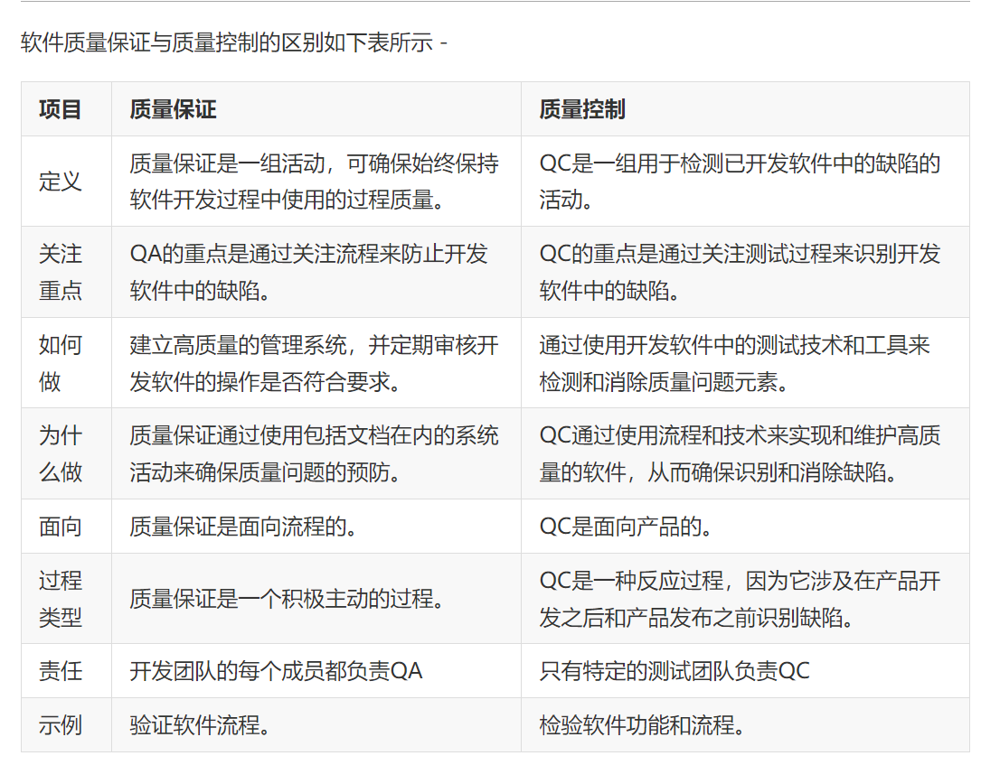 软件质量保证与质量控制的区别如下表所示 -
项目 质量保证 质量控制
定义
质量保证是一组活动，可确保始终保持
软件开发过程中使用的过程质量。
QC是一组用于检测已开发软件中的缺陷的
活动。
关注
重点
QA的重点是通过关注流程来防止开发
软件中的缺陷。
QC的重点是通过关注测试过程来识别开发
软件中的缺陷。
如何
做
建立高质量的管理系统，并定期审核开
发软件的操作是否符合要求。
通过使用开发软件中的测试技术和工具来
检测和消除质量问题元素。
为什
么做
质量保证通过使用包括文档在内的系统
活动来确保质量问题的预防。
QC通过使用流程和技术来实现和维护高质
量的软件，从而确保识别和消除缺陷。
面向 质量保证是面向流程的。 QC是面向产品的。
过程
类型
质量保证是一个积极主动的过程。
QC是一种反应过程，因为它涉及在产品开
发之后和产品发布之前识别缺陷。
责任 开发团队的每个成员都负责QA 只有特定的测试团队负责QC
示例 验证软件流程。 检验软件功能和流程。